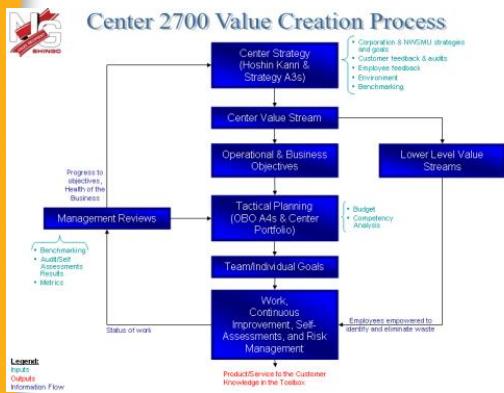 Center 2700 Value Creation Process
SHINGO
Center Strategy
(Hoshin Kanri &
Strategy A3s)
• Corporation & NWSMU strategies
and goals
• Customer feedback & audits
• Employee feedback
• Environment
• Benchmarking
Center Value Stream
Operational & Business
Objectives
Lower Level Value
Streams
Progress to
objectives,
Health of the
Business
Management Reviews
Tactical Planning
(OBO A4s & Center
Portfolio)
• Budget
• Competency
Analysis
• Benchmarking
• Audit/Self
Assessments
Results
• Metrics
Team/Individual Goals
Work,
Continuous
Improvement, Self-
Assessments, and Risk
Management
Status of work
Employees empowered to
identify and eliminate waste
Product/Service to the Customer
Knowledge in the Toolbox
Legend:
Inputs
Outputs
Information Flow